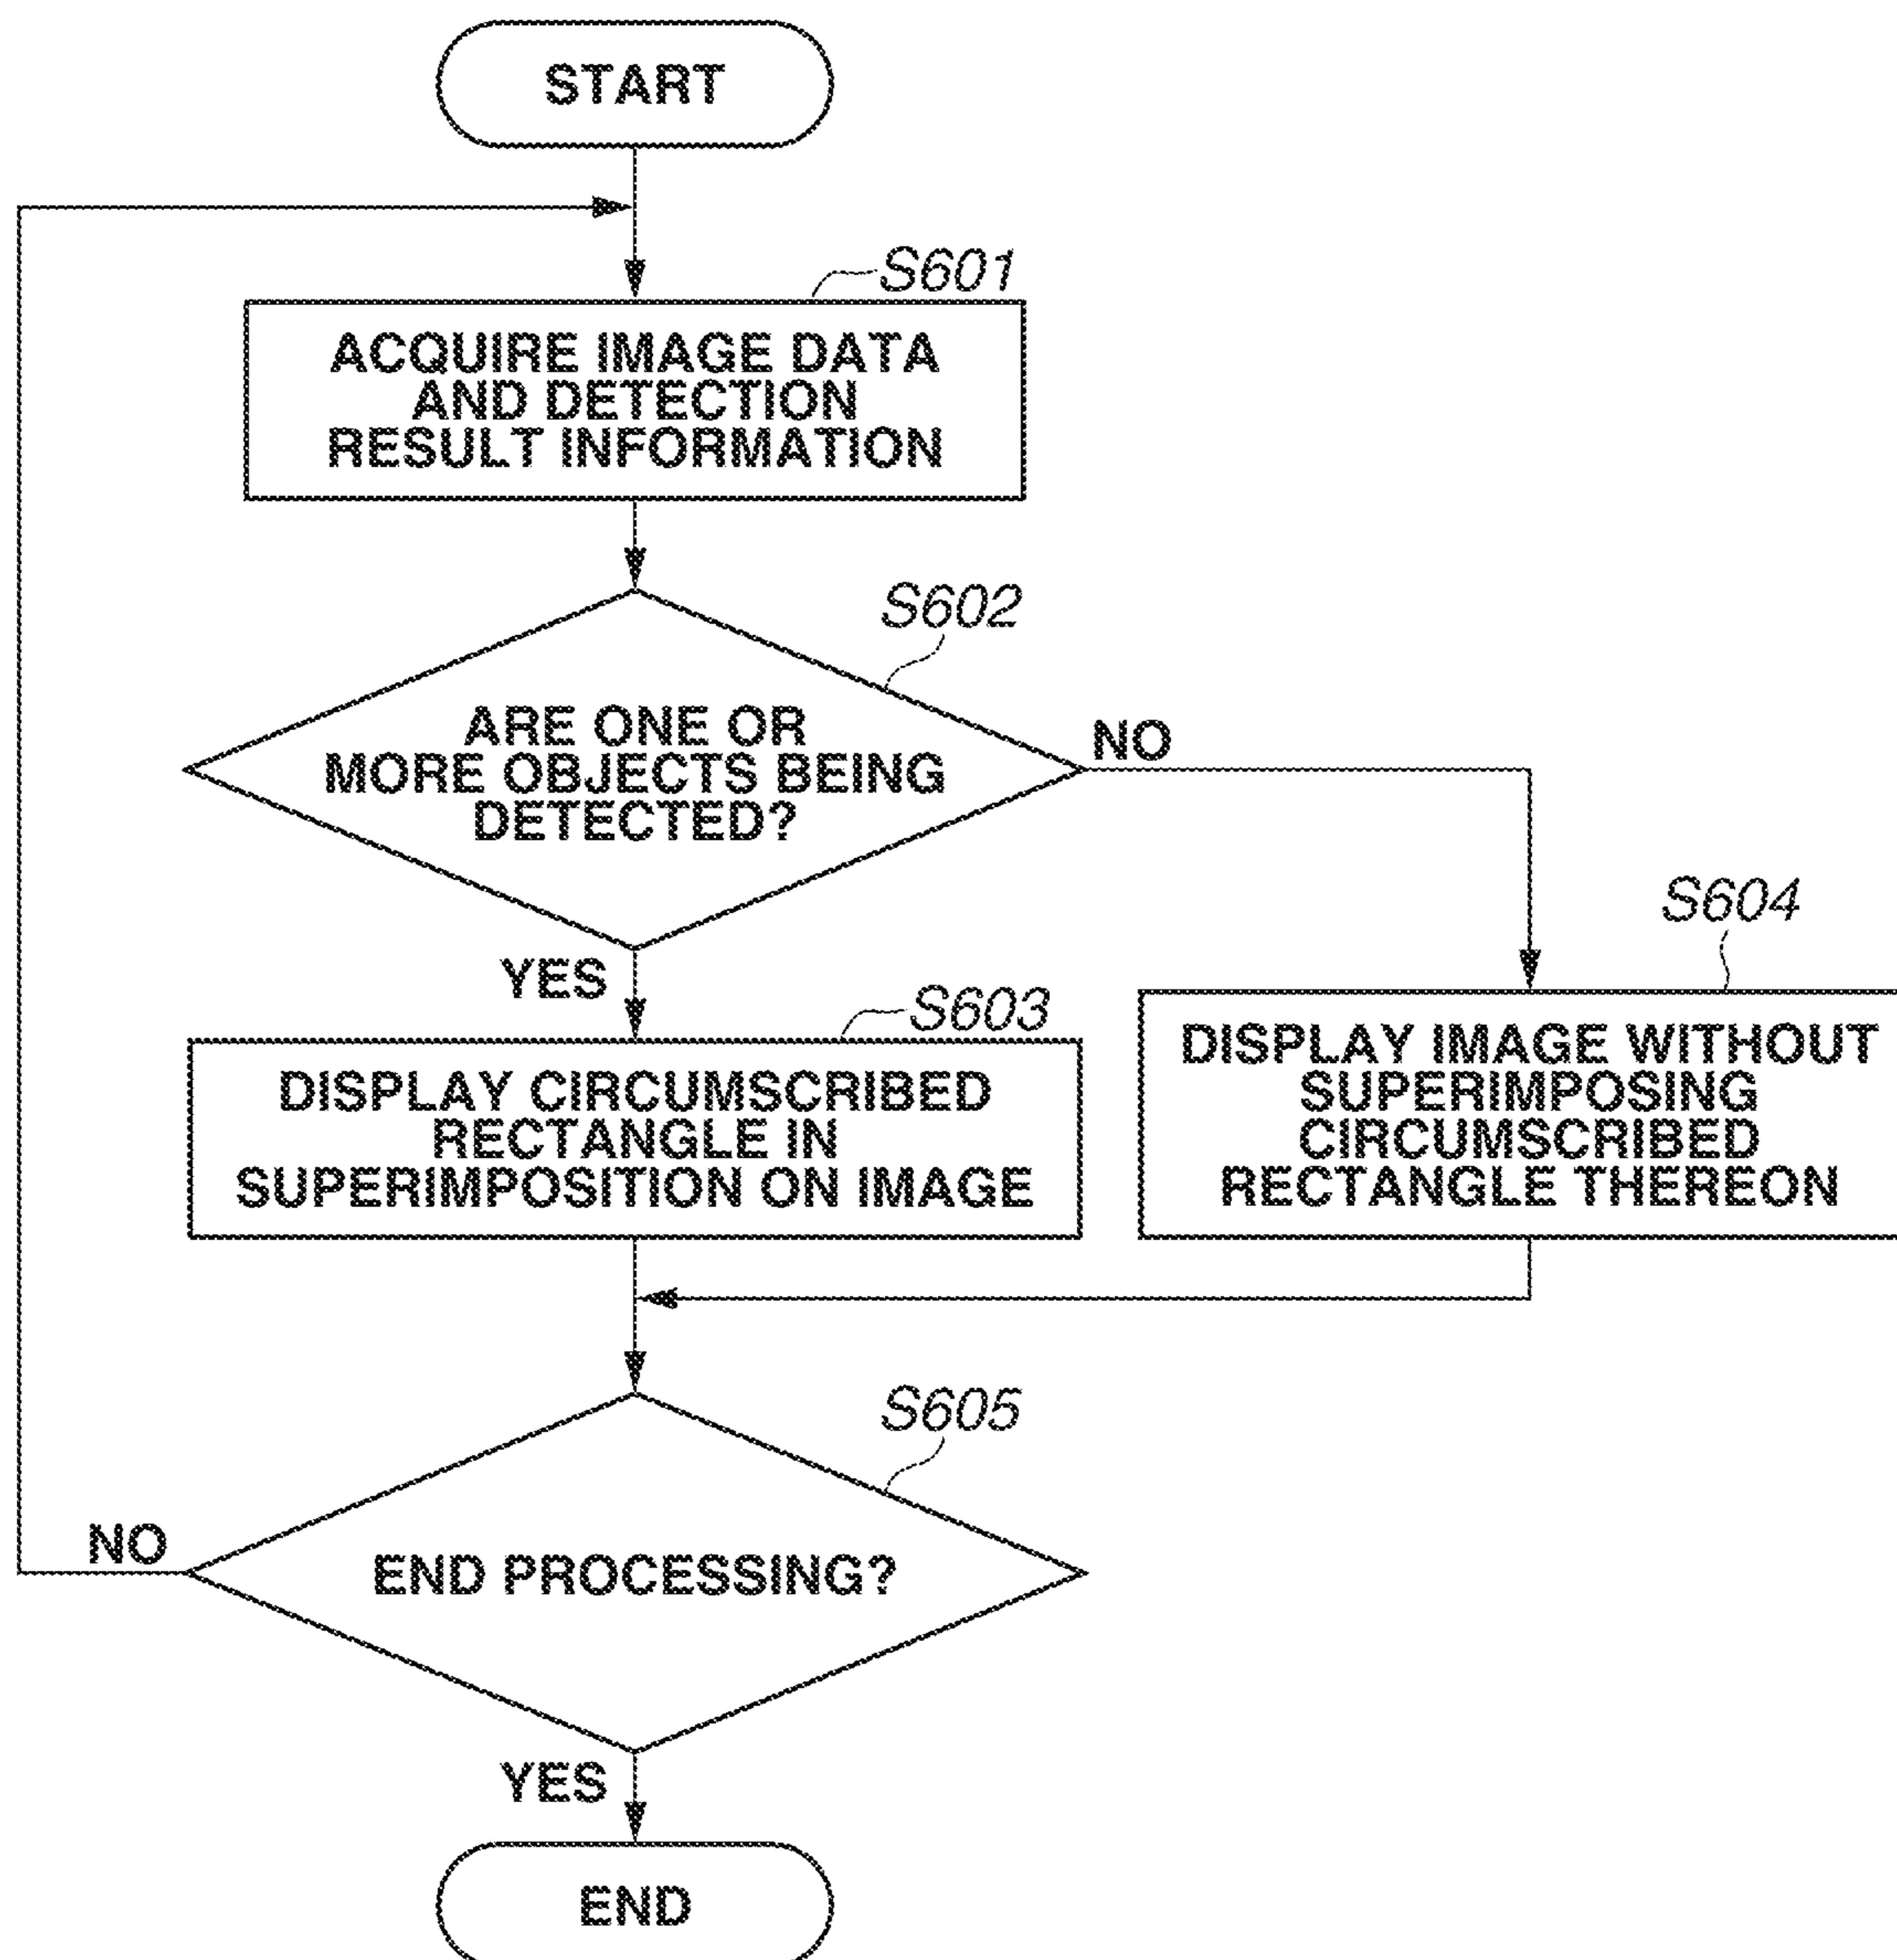 START
S601
ACQUIRE IMAGE DATA
AND DETECTION
RESULT INFORMATION
S602
ARE ONE OR
MORE OBJECTS BEING
DETECTED?
NO
YES
S603
DISPLAY CIRCUMSCRIBED
RECTANGLE IN
SUPERIMPOSITION ON IMAGE
S604
DISPLAY IMAGE WITHOUT
SUPERIMPOSING
CIRCUMSCRIBED
RECTANGLE THEREON
S605
END PROCESSING?
NO
YES
END